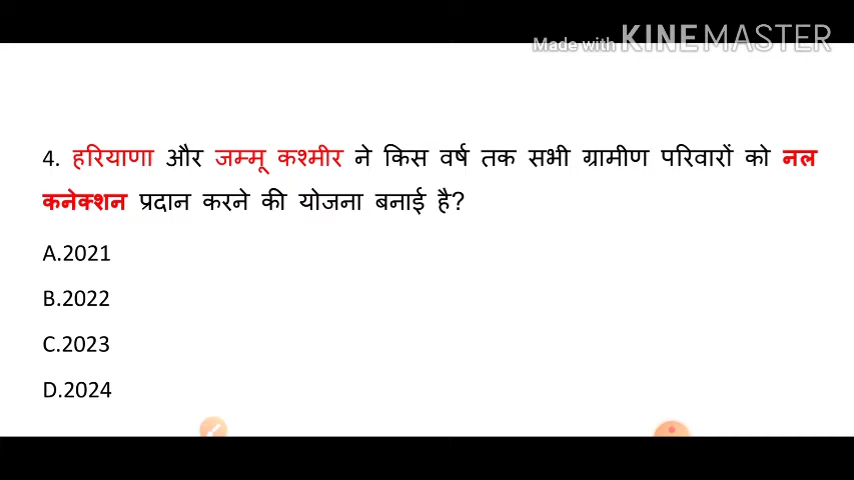 Made with KINEMASTER
4. हरियाणा और जम्मू कश्मीर ने किस वर्ष तक सभी ग्रामीण परिवारों को नल
कनेक्शन प्रदान करने की योजना बनाई है?
A.2021
B.2022
C.2023
D.2024